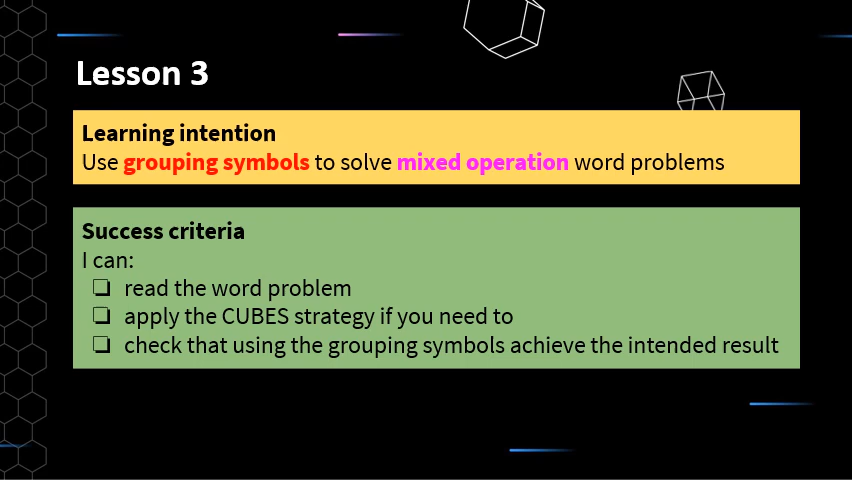 Lesson 3
Learning intention
Use grouping symbols to solve mixed operation word problems
Success criteria
I can:
❏ read the word problem
❏ apply the CUBES strategy if you need to
❏ check that using the grouping symbols achieve the intended result